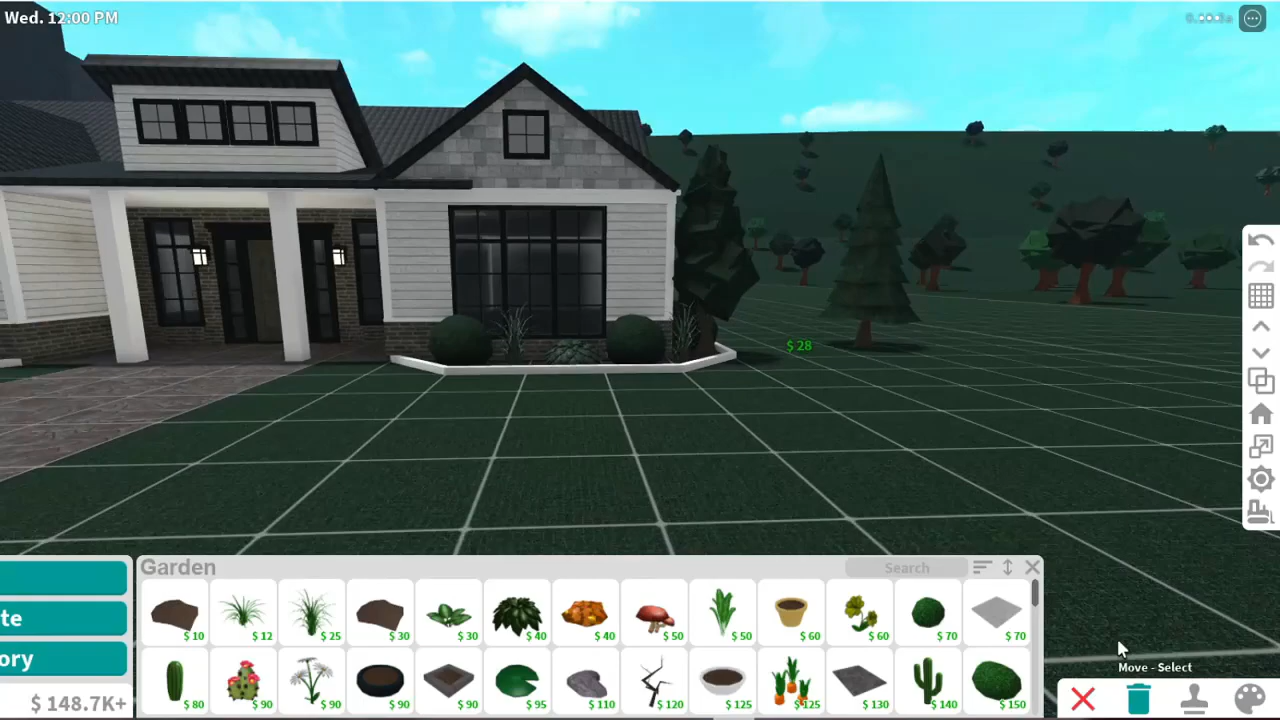 Wed. 12:00 PM
$ 28
Garden
Search
$ 10 $ 12 $ 25 $ 30 $ 30 $ 40 $ 40 $ 50 $ 50 $ 60 $ 60 $ 70 $ 70
te
ory
$ 80 $ 90 $ 90 $ 90 $ 90 $ 95 $ 110 $ 120 $ 125 $ 125 $ 130 $ 140 $ 150
Move - Select
$ 148.7K+